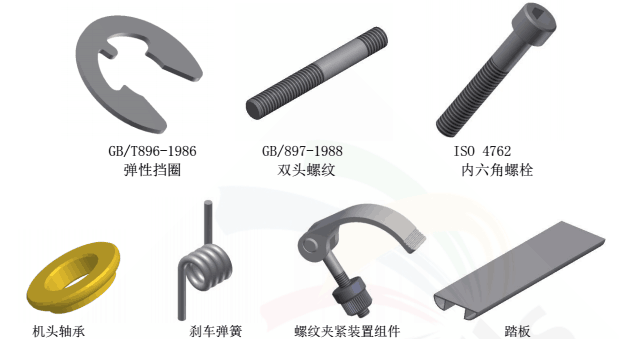 GB/T896-1986
弹性挡圈
GB/897-1988
双头螺纹
ISO 4762
内六角螺栓
机头轴承
刹车弹簧
螺纹夹紧装置组件
踏板